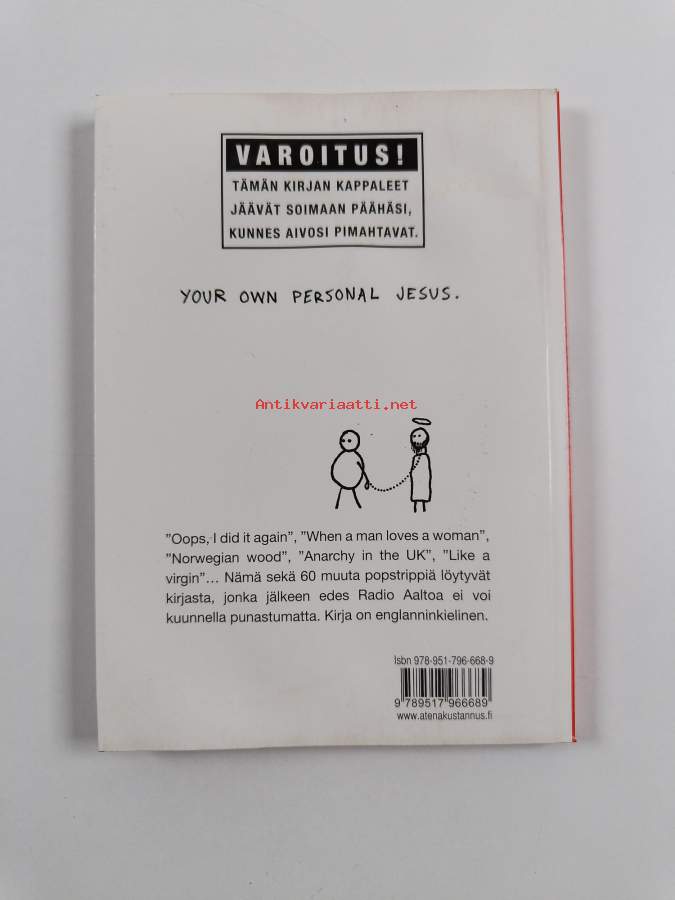 VAROITUS!
TÄMÄN KIRJAN KAPPALEET
JÄÄVÄT SOIMAAN PÄÄHÄSI,
KUNNES AIVOSI PIMAHTAVAT.
YOUR OWN PERSONAL JESUS.
Antikvariaatti.net
"Oops, I did it again", "When a man loves a woman",
"Norwegian wood", "Anarchy in the UK", "Like a
virgin"... Nämä sekä 60 muuta popstrippiä löytyvät
kirjasta, jonka jälkeen edes Radio Aaltoa ei voi
kuunnella punastumatta. Kirja on englanninkielinen.
Isbn 978-951-796-668-9
9 789517 966689
www.atenakustannus.fi